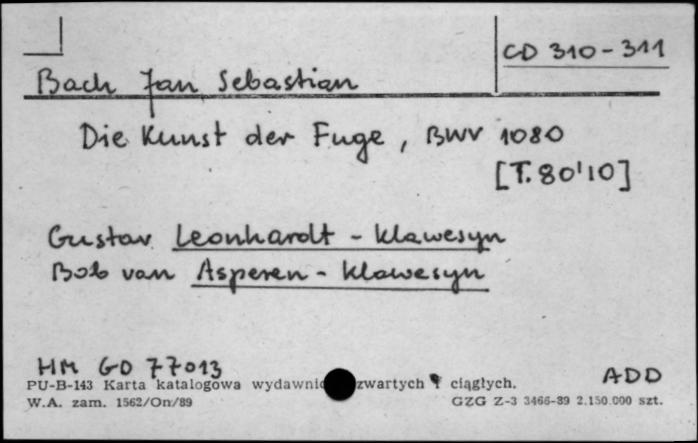 CD 310-311
Bach Jan Sebastian
Die Kunst der Fuge, BWV 1080
[T. 80'10]
Gustav Leonhardt - klawesyn
Bob van Asperen - klawesyn
HM GD 77013
ADD
PU-B-143 Karta katalogowa wydawnic zwartych i ciągłych.
W.A. zam. 1562/On/89 GZG Z-3 3466-89 2.150.000 szt.